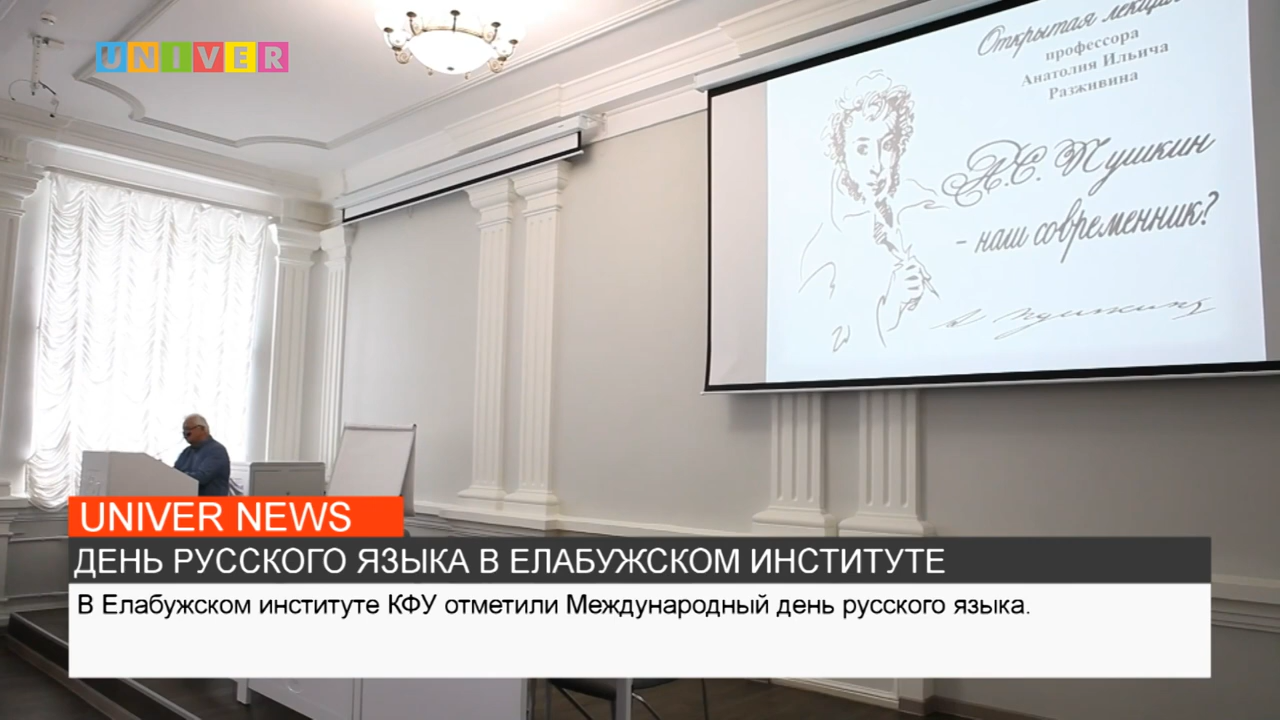 UNIVER
Открытая лекция
профессора
Анатолия Ильича
Разживина
А.С. Пушкин
- наш современник?
UNIVER NEWS
ДЕНЬ РУССКОГО ЯЗЫКА В ЕЛАБУЖСКОМ ИНСТИТУТЕ
В Елабужском институте КФУ отметили Международный день русского языка.